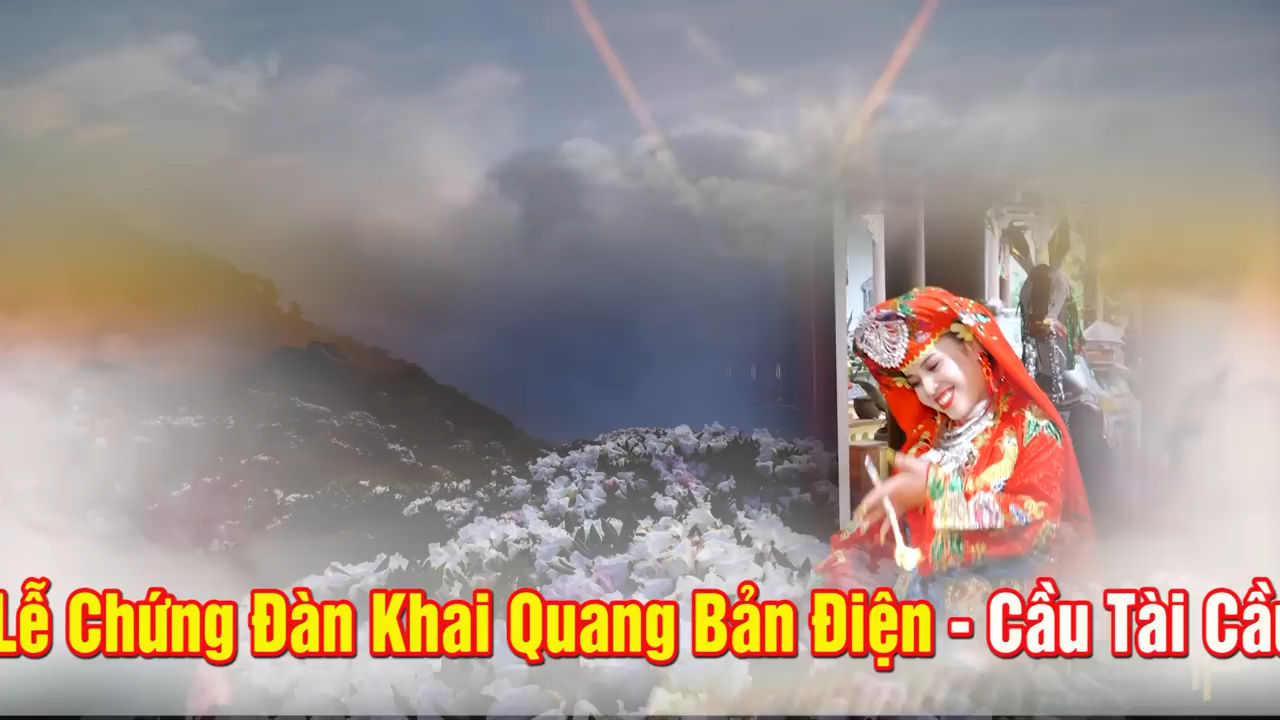 Lễ Chứng Đàn Khai Quang Bản Điện - Cầu Tài Cầu